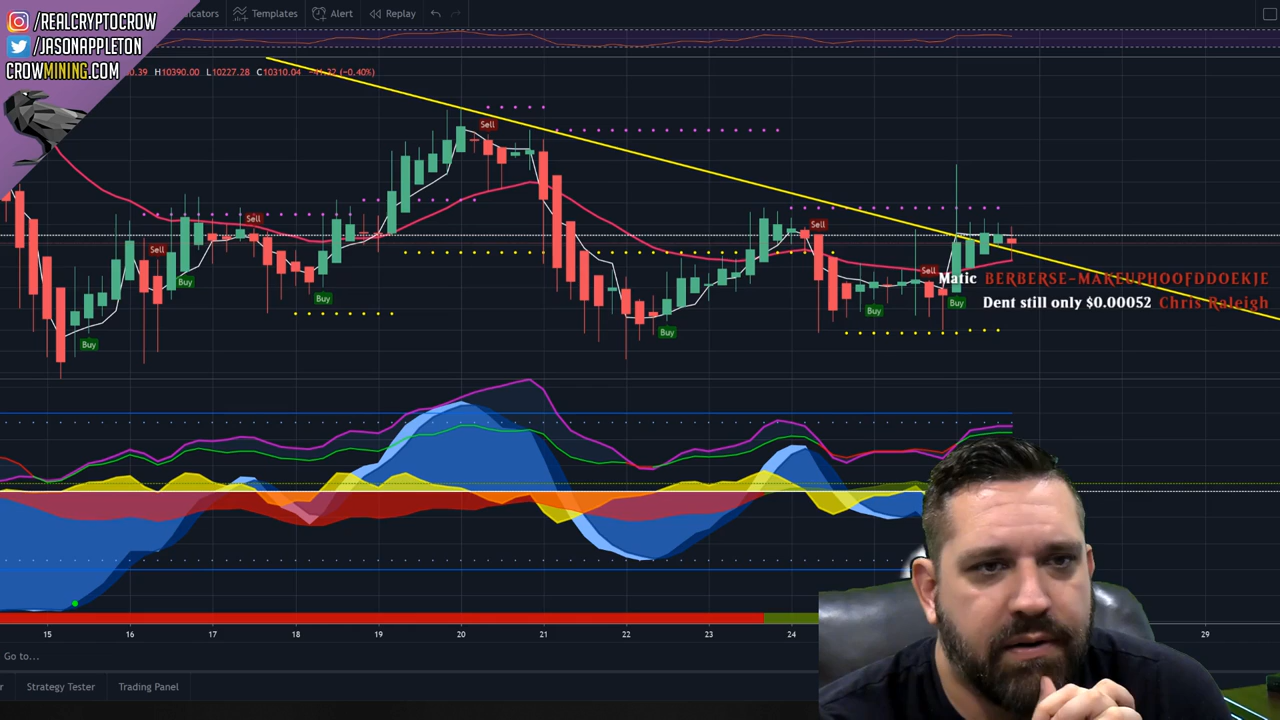 /REALCRYPTOCROW
/JASONAPPLETON
CROWMINING.COM
Templates
Alert
Replay
H10390.00 L10227.28 C10310.04
Sell
Sell
Sell
Sell
Sell
Buy
Buy
Buy
Buy
Buy
Buy
Matic BERBERSE-MAKEUPHOOFDDOEKJE
Dent still only $0.00052 Chris Raleigh
15 16 17 18 19 20 21 22 23 24 29
Go to...
Strategy Tester Trading Panel